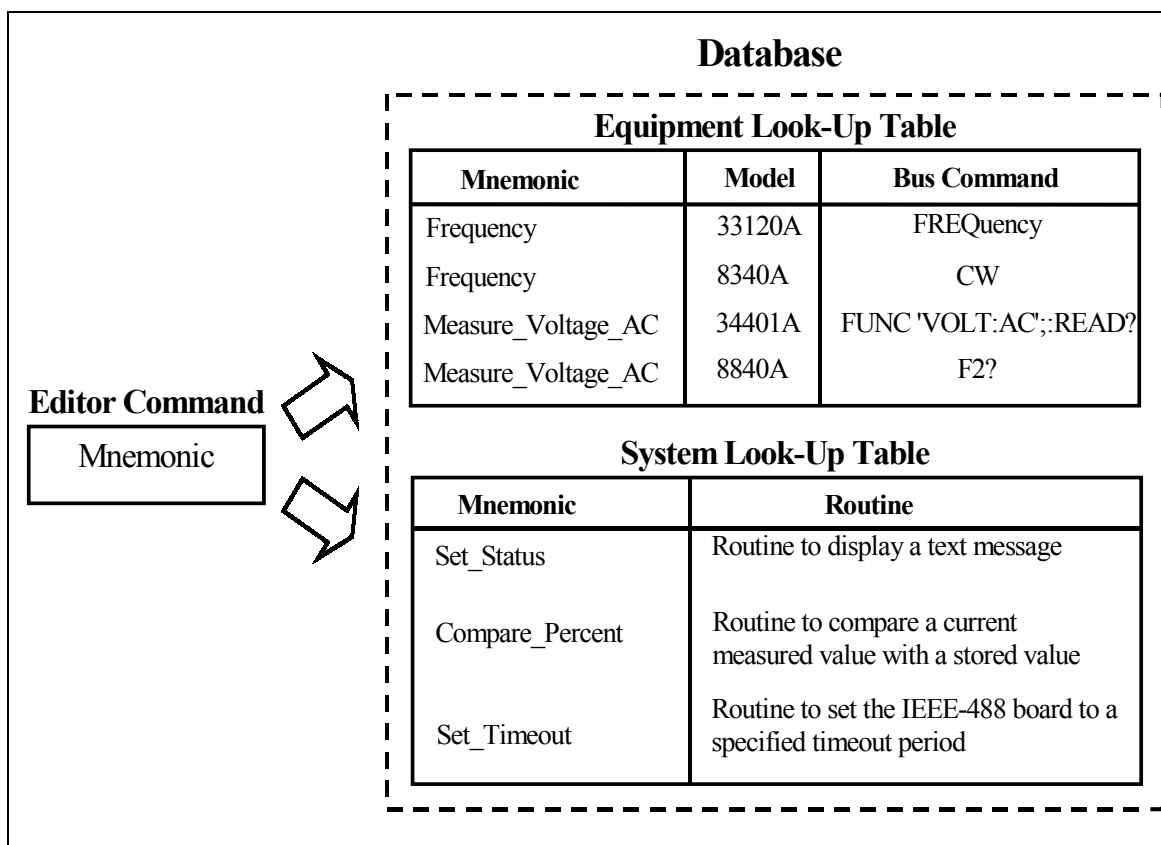 Database
Equipment Look-Up Table
Mnemonic Model Bus Command
Frequency 33120A FREQuency
Frequency 8340A CW
Measure_Voltage_AC 34401A FUNC 'VOLT:AC';:READ?
Measure_Voltage_AC 8840A F2?
Editor Command
Mnemonic
System Look-Up Table
Mnemonic Routine
Set_Status Routine to display a text message
Compare_Percent Routine to compare a current
measured value with a stored value
Set_Timeout Routine to set the IEEE-488 board to a
specified timeout period